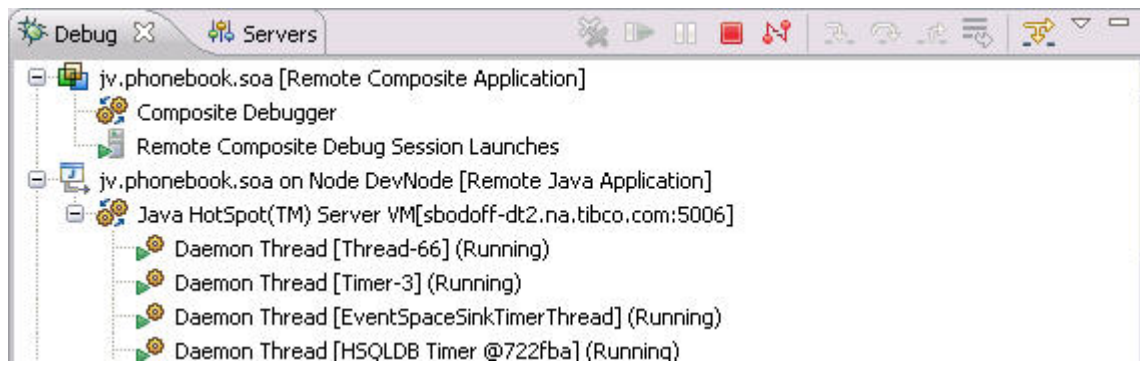 Debug Servers
jv.phonebook.soa [Remote Composite Application]
Composite Debugger
Remote Composite Debug Session Launches
jv.phonebook.soa on Node DevNode [Remote Java Application]
Java HotSpot(TM) Server VM[sbodoff-dt2.na.tibco.com:5006]
Daemon Thread [Thread-66] (Running)
Daemon Thread [Timer-3] (Running)
Daemon Thread [EventSpaceSinkTimerThread] (Running)
Daemon Thread [HSQLDB Timer @722fba] (Running)